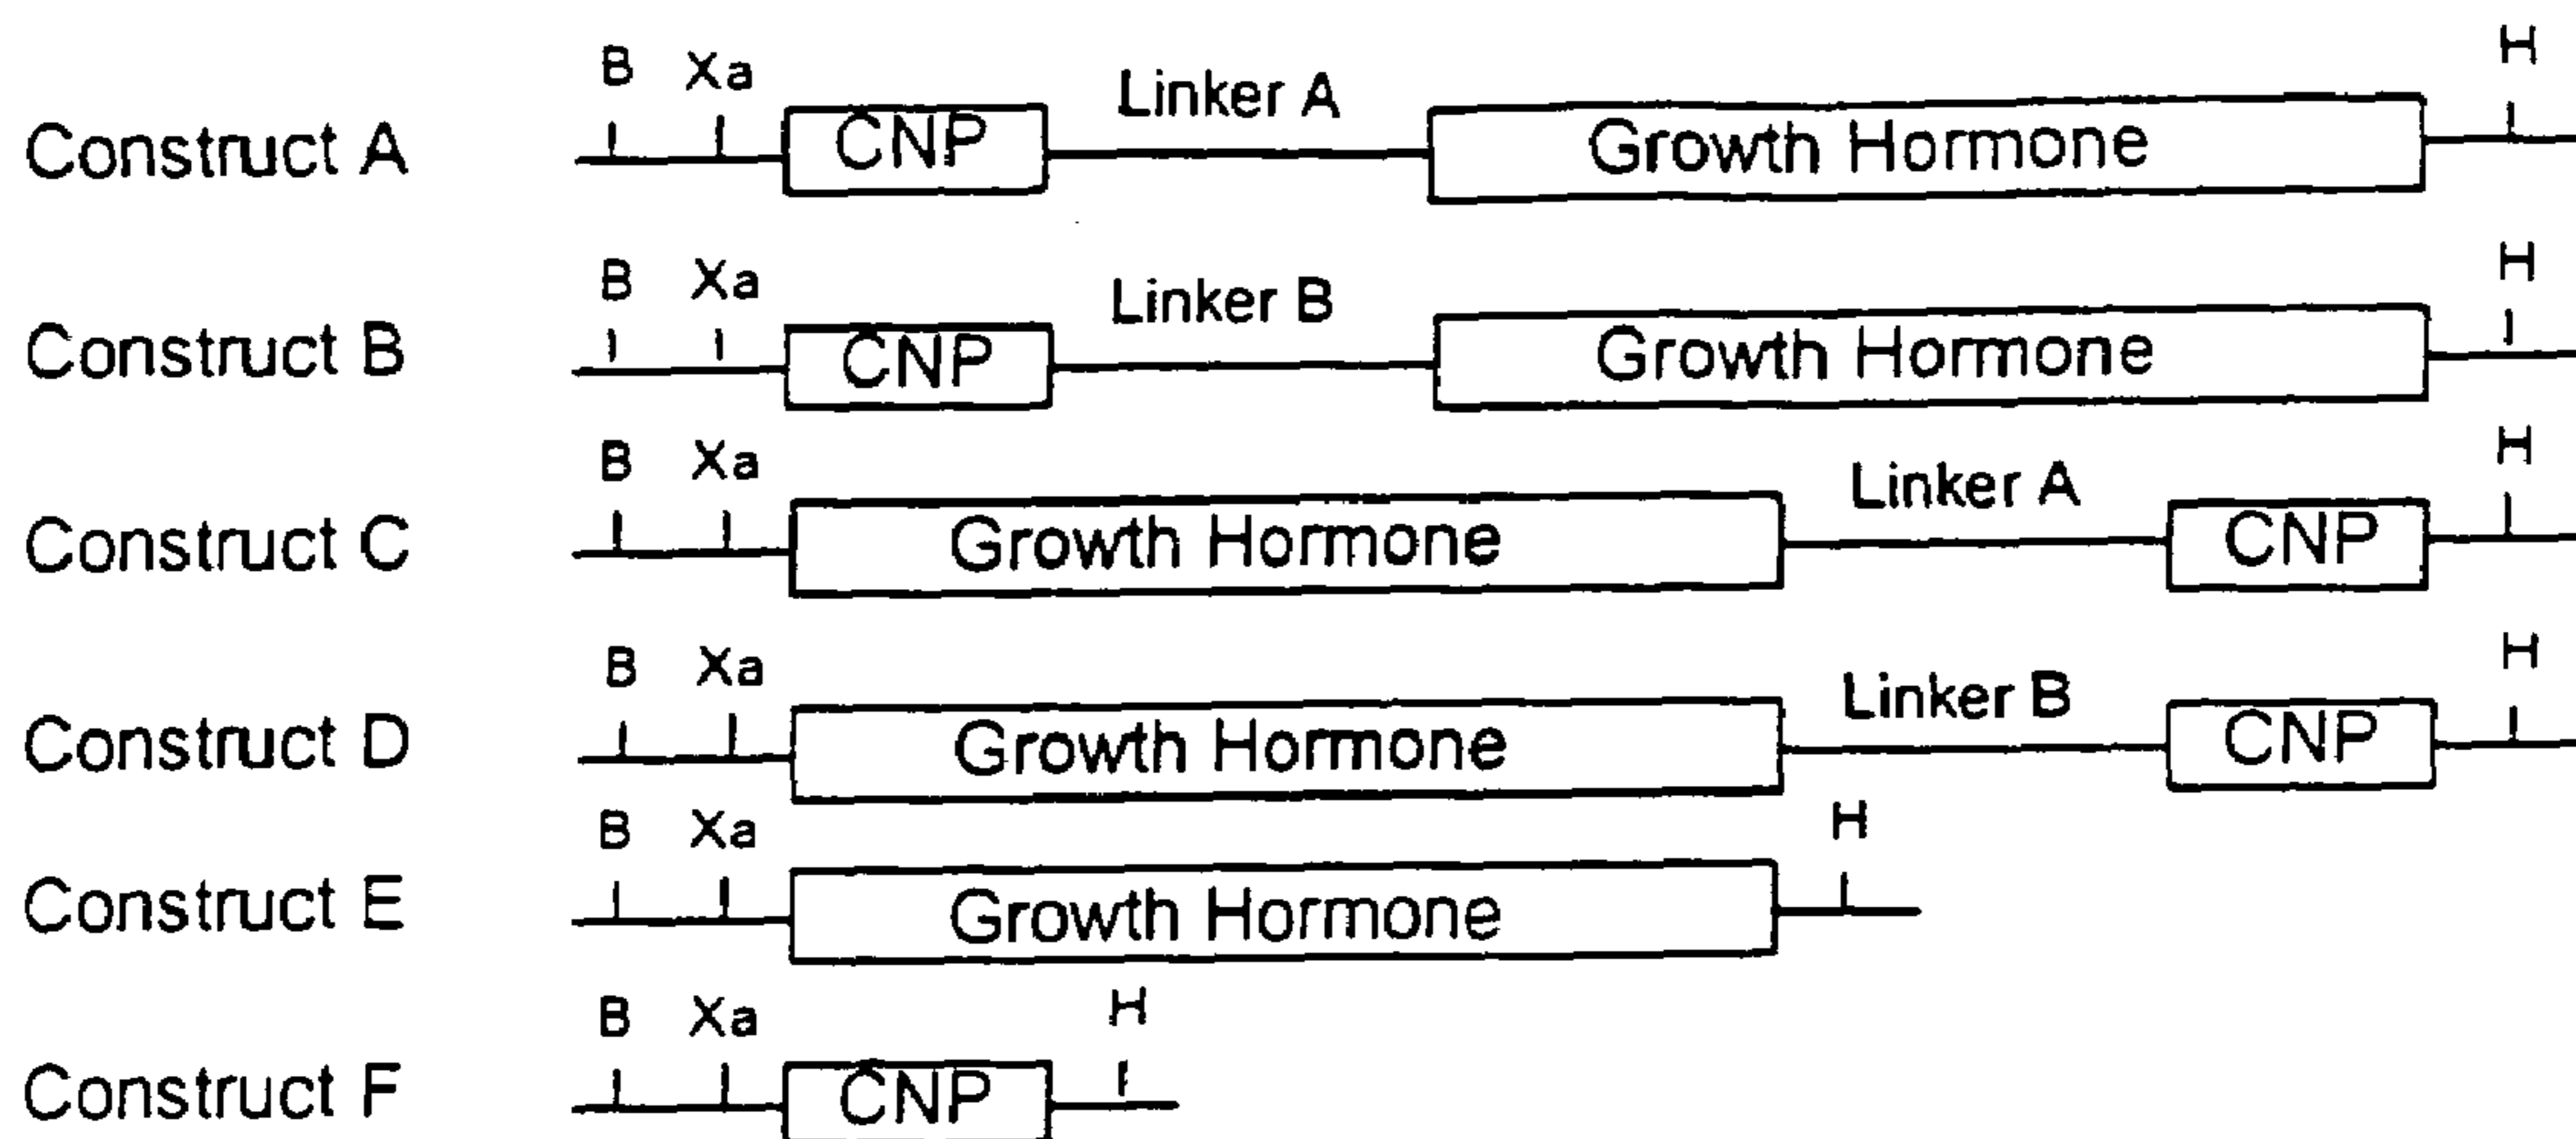 B Xa Linker A H
Construct A CNP Growth Hormone
B Xa Linker B H
Construct B CNP Growth Hormone
B Xa Linker A H
Construct C Growth Hormone CNP
B Xa Linker B H
Construct D Growth Hormone CNP
B Xa H
Construct E Growth Hormone
B Xa H
Construct F CNP